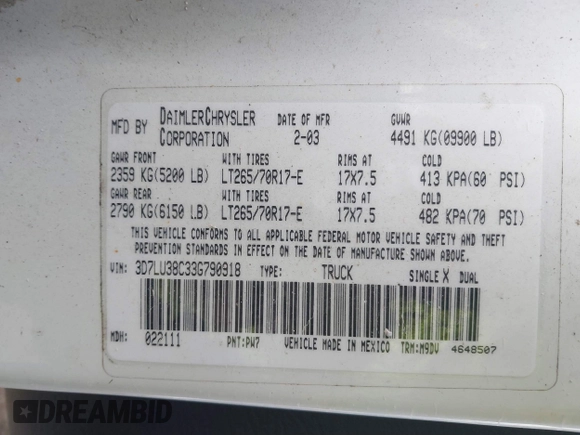 MFD BY DAIMLERCHRYSLER CORPORATION DATE OF MFR 2-03 GVWR 4491 KG(09900 LB)
GAWR FRONT WITH TIRES RIMS AT COLD
2359 KG(5200 LB) LT265/70R17-E 17X7.5 413 KPA(60 PSI)
GAWR REAR WITH TIRES RIMS AT COLD
2790 KG(6150 LB) LT265/70R17-E 17X7.5 482 KPA(70 PSI)
THIS VEHICLE CONFORMS TO ALL APPLICABLE FEDERAL MOTOR VEHICLE SAFETY AND THEFT
PREVENTION STANDARDS IN EFFECT ON THE DATE OF MANUFACTURE SHOWN ABOVE.
VIN: 3D7LU38C33G790918 TYPE: TRUCK SINGLE X DUAL
MDH: 022111 PNT:PW7 VEHICLE MADE IN MEXICO TRM:M9DV 4648507
DREAMBID